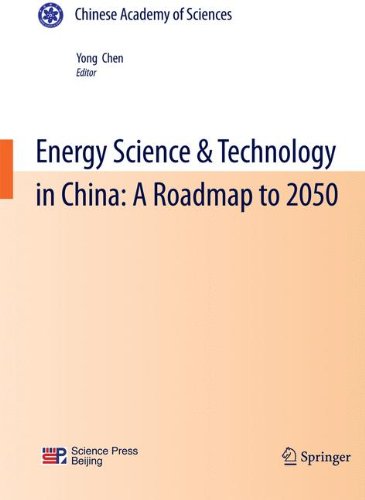 Chinese Academy of Sciences
Yong Chen
Editor
Energy Science & Technology
in China: A Roadmap to 2050
Science Press
Beijing
Springer